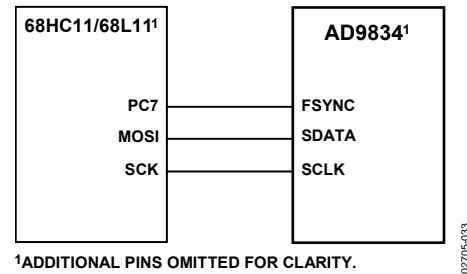 68HC11/68L11¹
AD9834¹
PC7
FSYNC
MOSI
SDATA
SCK
SCLK
¹ADDITIONAL PINS OMITTED FOR CLARITY.
02705-033